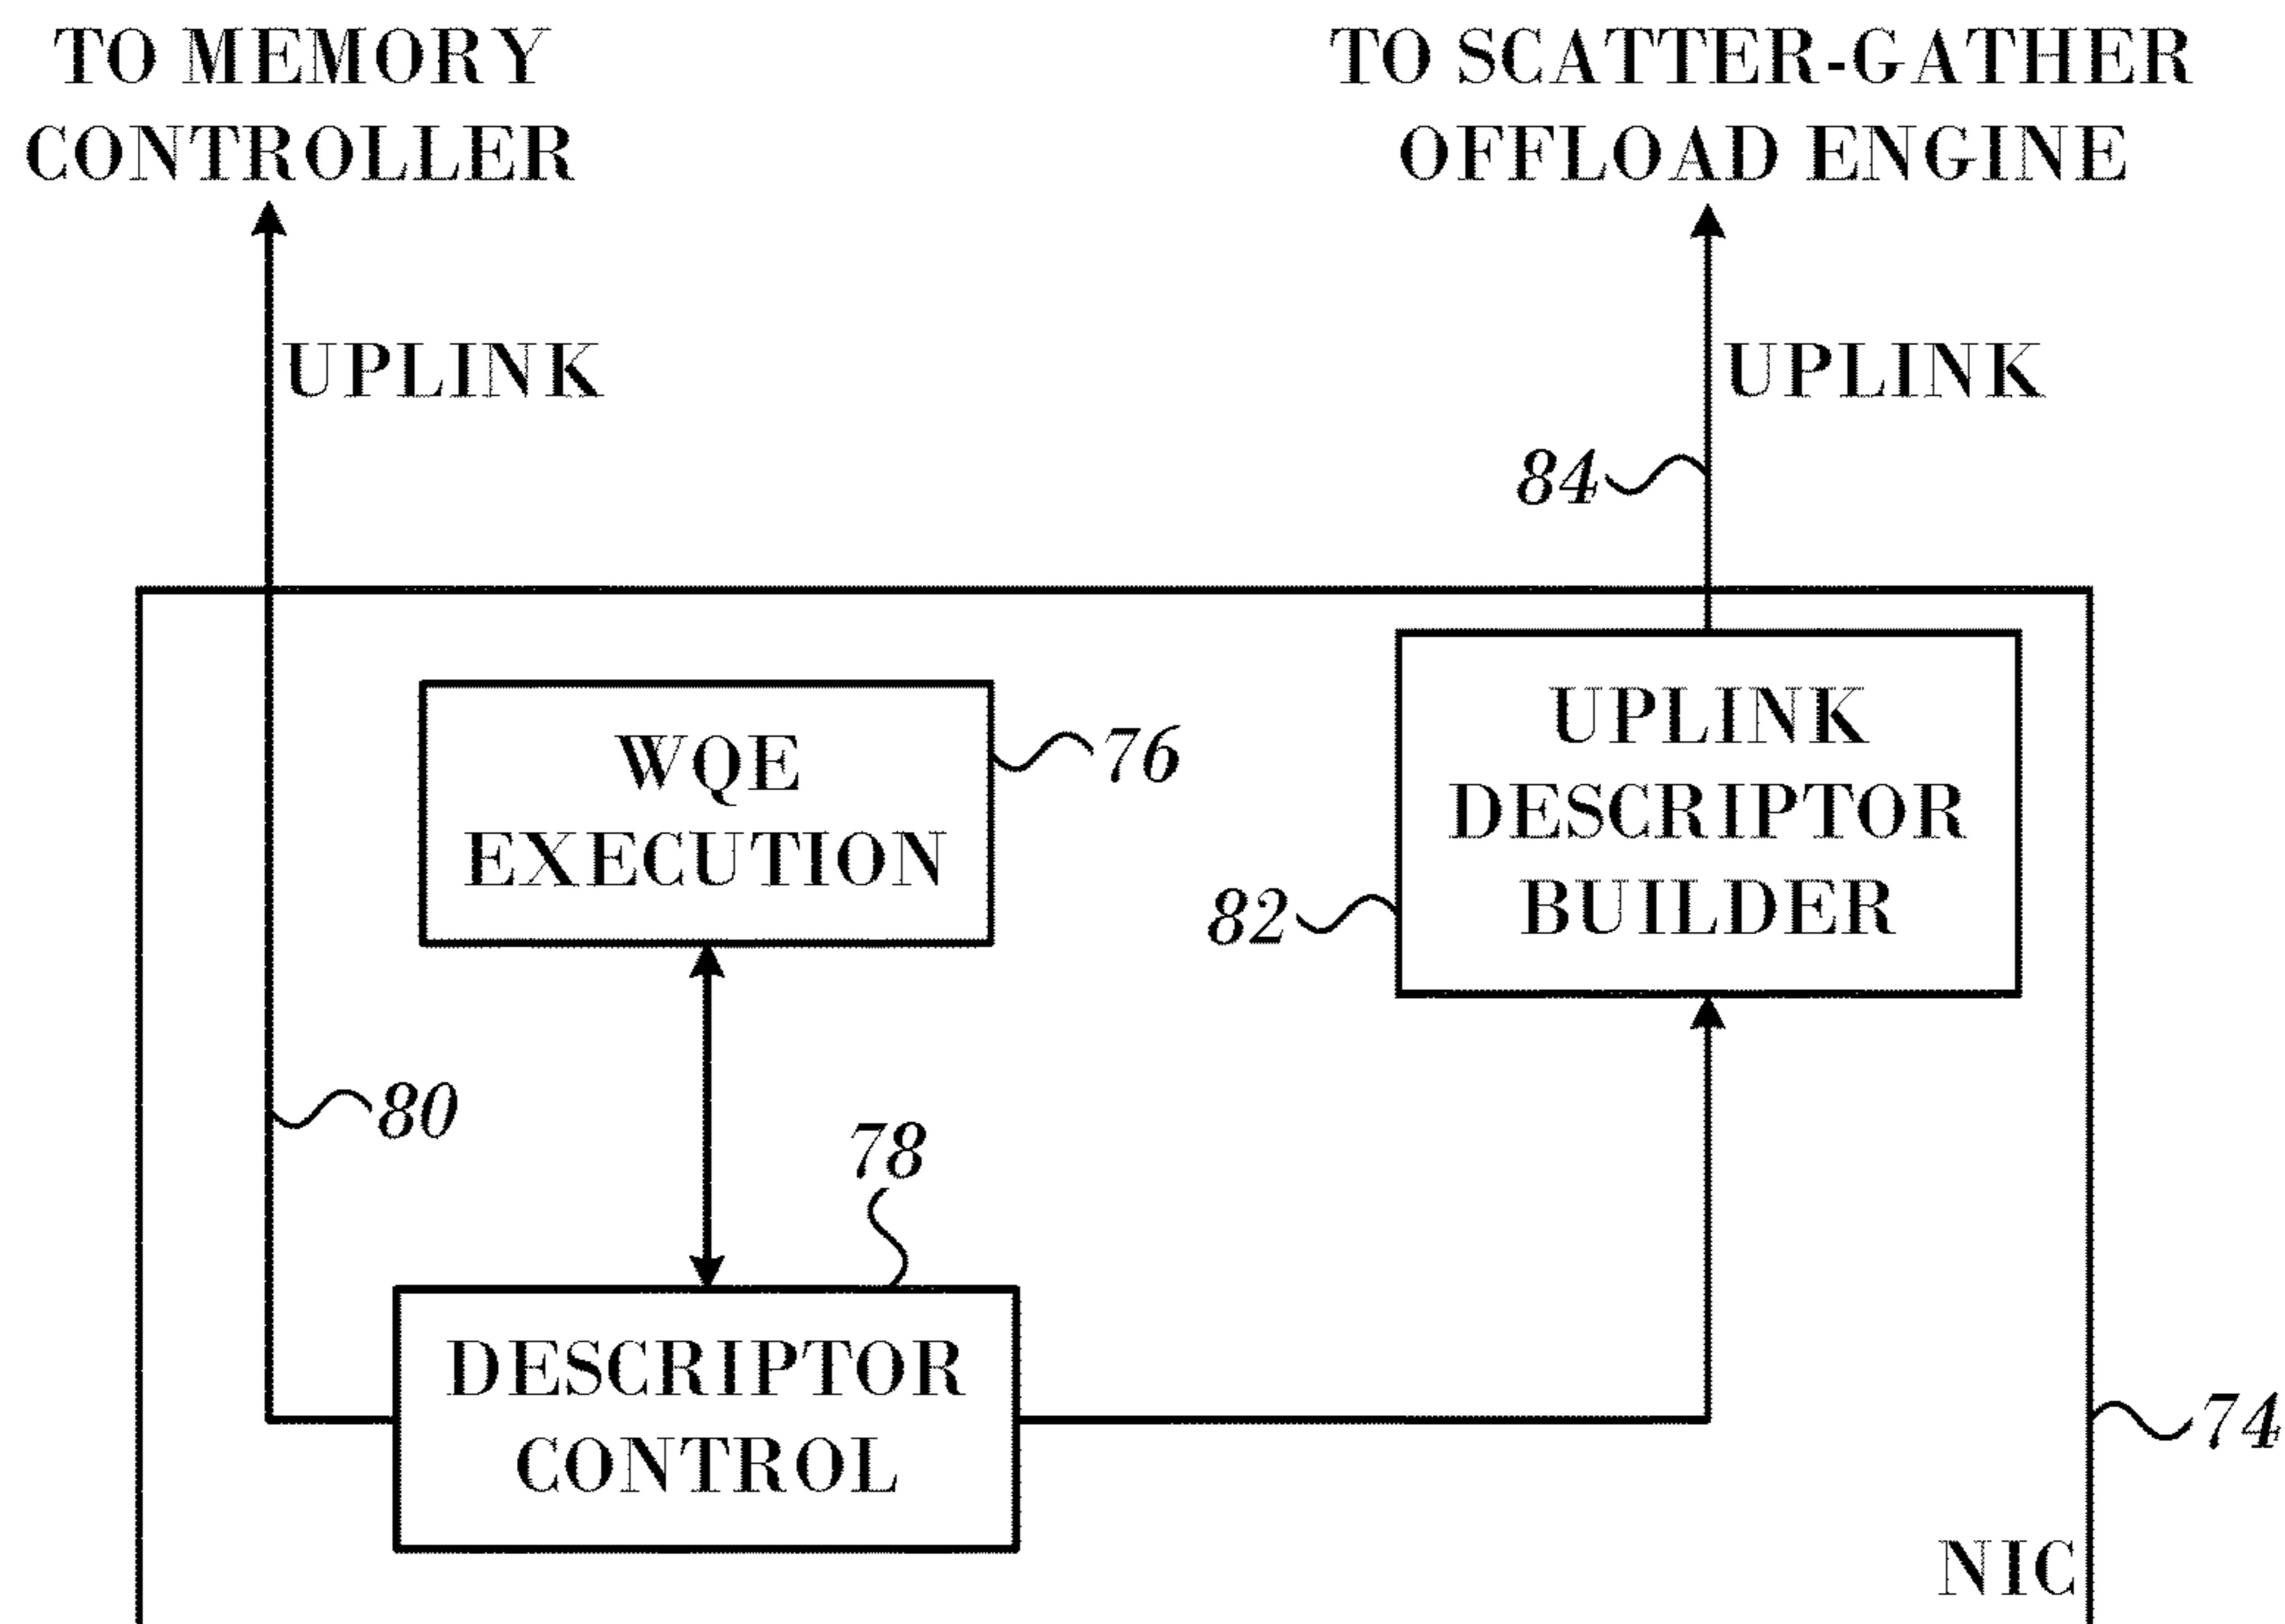 TO MEMORY
CONTROLLER
TO SCATTER-GATHER
OFFLOAD ENGINE
UPLINK
UPLINK
84
WQE
EXECUTION
76
UPLINK
DESCRIPTOR
BUILDER
82
80
78
DESCRIPTOR
CONTROL
74
NIC